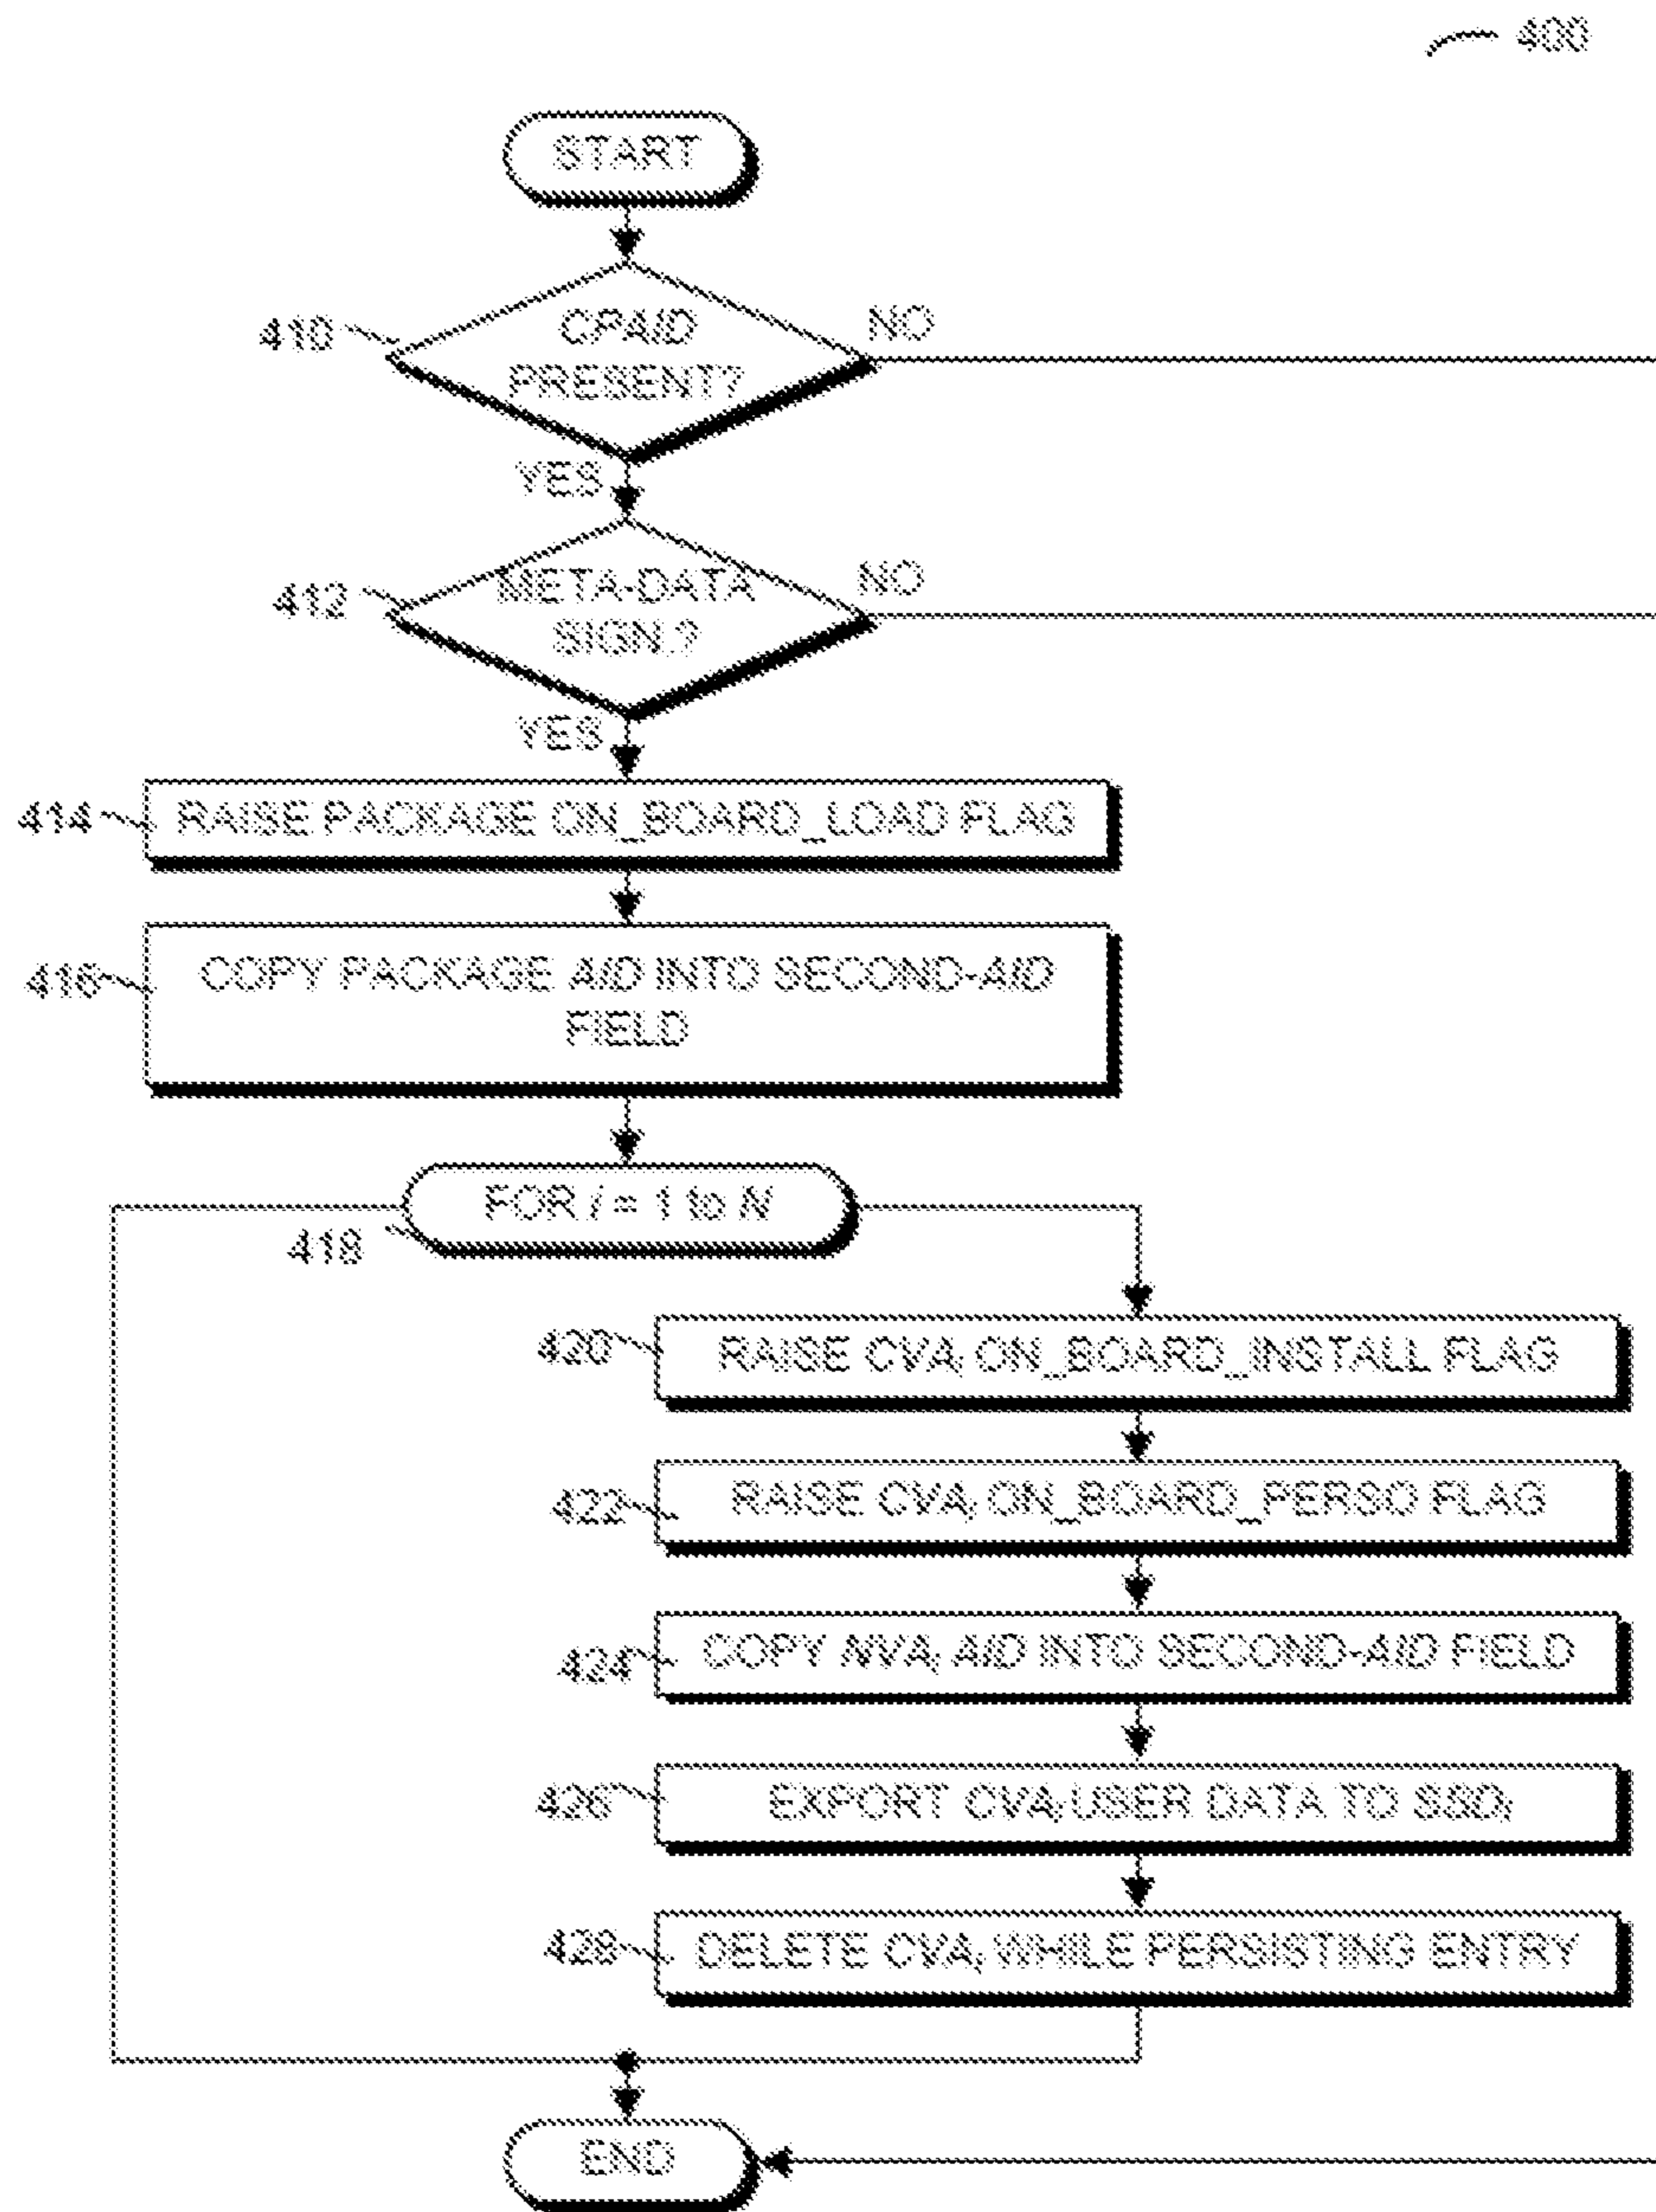 400
START
410
CPAID
PRESENT?
NO
YES
412
META-DATA
SIGN.?
NO
YES
414
RAISE PACKAGE ON_BOARD_LOAD FLAG
416
COPY PACKAGE AID INTO SECOND-AID
FIELD
FOR i = 1 to N
418
420
RAISE CVAi ON_BOARD_INSTALL FLAG
422
RAISE CVAi ON_BOARD_PERSO FLAG
424
COPY NVAi AID INTO SECOND-AID FIELD
426
EXPORT CVAi USER DATA TO SSDi
428
DELETE CVAi WHILE PERSISTING ENTRY
END